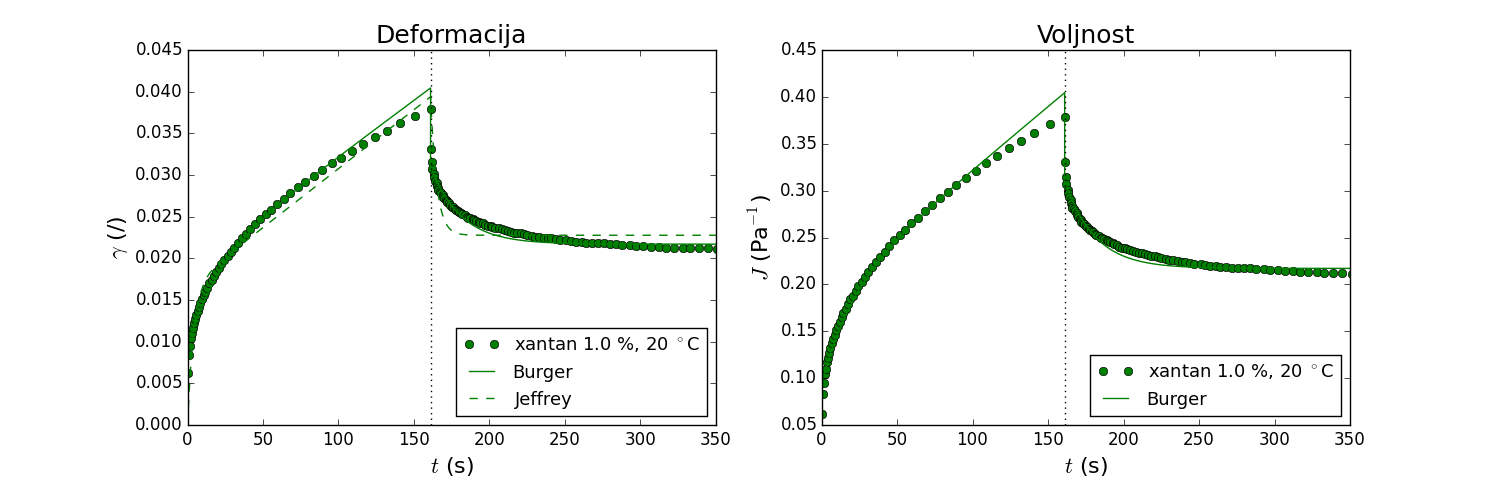 Deformacija
0.045
0.040
0.035
0.030
0.025
0.020
0.015
0.010
0.005
0.000
γ (/)
0 50 100 150 200 250 300 350
t (s)
xantan 1.0 %, 20 °C
Burger
Jeffrey
Voljnost
0.45
0.40
0.35
0.30
0.25
0.20
0.15
0.10
0.05
J (Pa⁻¹)
0 50 100 150 200 250 300 350
t (s)
xantan 1.0 %, 20 °C
Burger